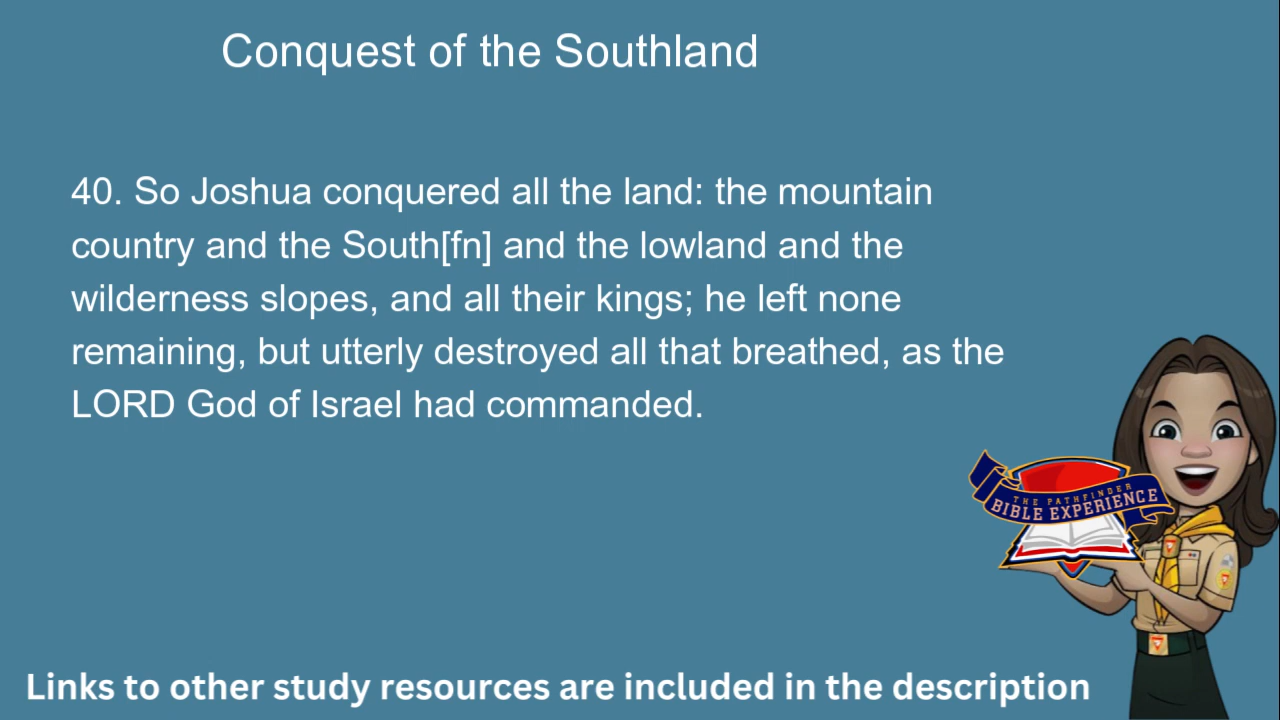 Conquest of the Southland
40. So Joshua conquered all the land: the mountain
country and the South[fn] and the lowland and the
wilderness slopes, and all their kings; he left none
remaining, but utterly destroyed all that breathed, as the
LORD God of Israel had commanded.
THE PATHFINDER
BIBLE EXPERIENCE
Links to other study resources are included in the description